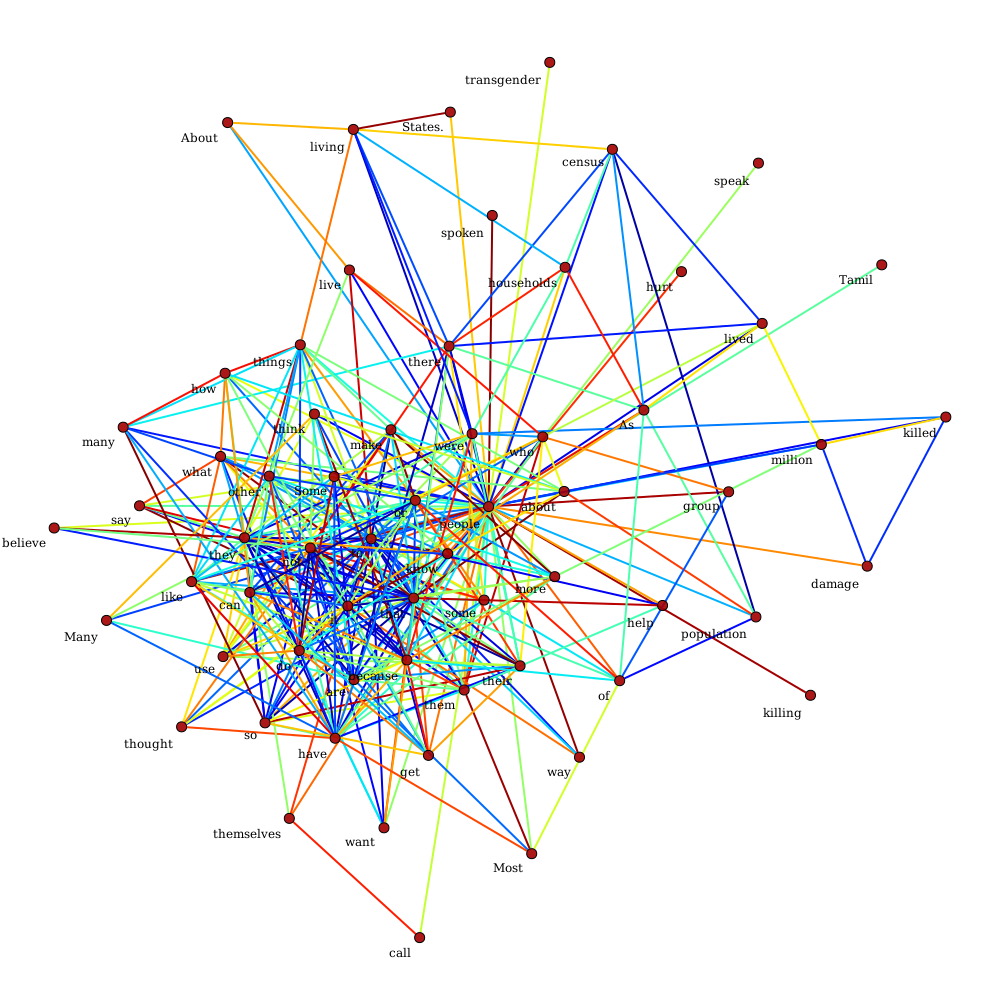 transgender
States.
About
living
census
speak
spoken
Tamil
households
hurt
live
lived
there
things
how
think
many
make
were
who
As
killed
million
what
other
Some
about
group
say
people
believe
they
not
know
damage
like
can
that
some
more
help
population
Many
use
do
because
their
are
of
them
killing
thought
so
have
get
way
themselves
want
Most
call